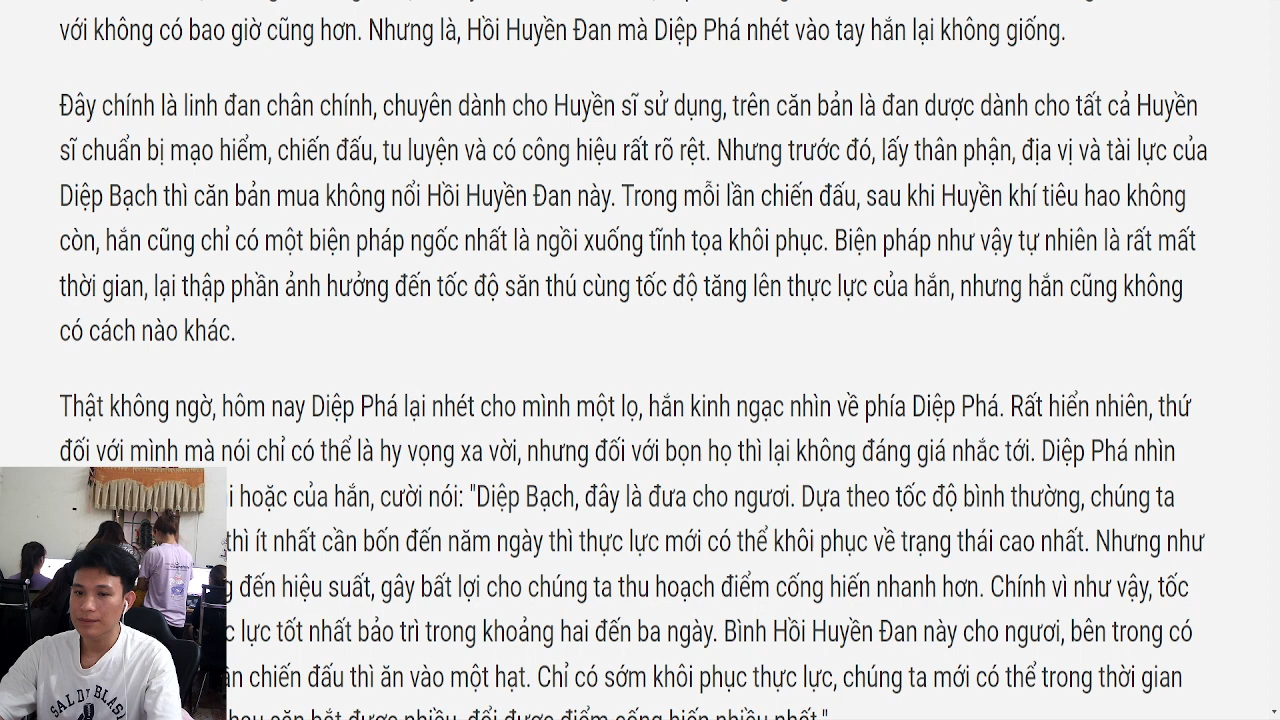 với không có bao giờ cũng hơn. Nhưng là, Hồi Huyền Đan mà Diệp Phá nhét vào tay hắn lại không giống.
Đây chính là linh đan chân chính, chuyên dành cho Huyền sĩ sử dụng, trên căn bản là đan dược dành cho tất cả Huyền
sĩ chuẩn bị mạo hiểm, chiến đấu, tu luyện và có công hiệu rất rõ rệt. Nhưng trước đó, lấy thân phận, địa vị và tài lực của
Diệp Bạch thì căn bản mua không nổi Hồi Huyền Đan này. Trong mỗi lần chiến đấu, sau khi Huyền khí tiêu hao không
còn, hắn cũng chỉ có một biện pháp ngốc nhất là ngồi xuống tĩnh tọa khôi phục. Biện pháp như vậy tự nhiên là rất mất
thời gian, lại thập phần ảnh hưởng đến tốc độ săn thú cùng tốc độ tăng lên thực lực của hắn, nhưng hắn cũng không
có cách nào khác.
Thật không ngờ, hôm nay Diệp Phá lại nhét cho mình một lọ, hắn kinh ngạc nhìn về phía Diệp Phá. Rất hiển nhiên, thứ
đối với mình mà nói chỉ có thể là hy vọng xa vời, nhưng đối với bọn họ thì lại không đáng giá nhắc tới. Diệp Phá nhìn
hoặc của hắn, cười nói: "Diệp Bạch, đây là đưa cho ngươi. Dựa theo tốc độ bình thường, chúng ta
thì ít nhất cần bốn đến năm ngày thì thực lực mới có thể khôi phục về trạng thái cao nhất. Nhưng như
đến hiệu suất, gây bất lợi cho chúng ta thu hoạch điểm cống hiến nhanh hơn. Chính vì như vậy, tốc
lực tốt nhất bảo trì trong khoảng hai đến ba ngày. Bình Hồi Huyền Đan này cho ngươi, bên trong có
chiến đấu thì ăn vào một hạt. Chỉ có sớm khôi phục thực lực, chúng ta mới có thể trong thời gian
săn bắt được nhiều, đổi được điểm cống hiến nhiều nhất."